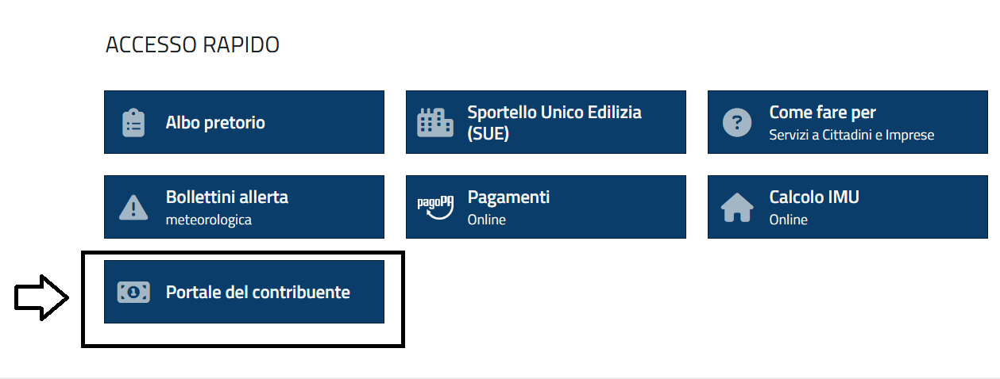 ACCESSO RAPIDO
Albo pretorio
Sportello Unico Edilizia
(SUE)
?
Come fare per
Servizi a Cittadini e Imprese
!
Bollettini allerta
meteorologica
pagoPA
Pagamenti
Online
Calcolo IMU
Online
1
Portale del contribuente